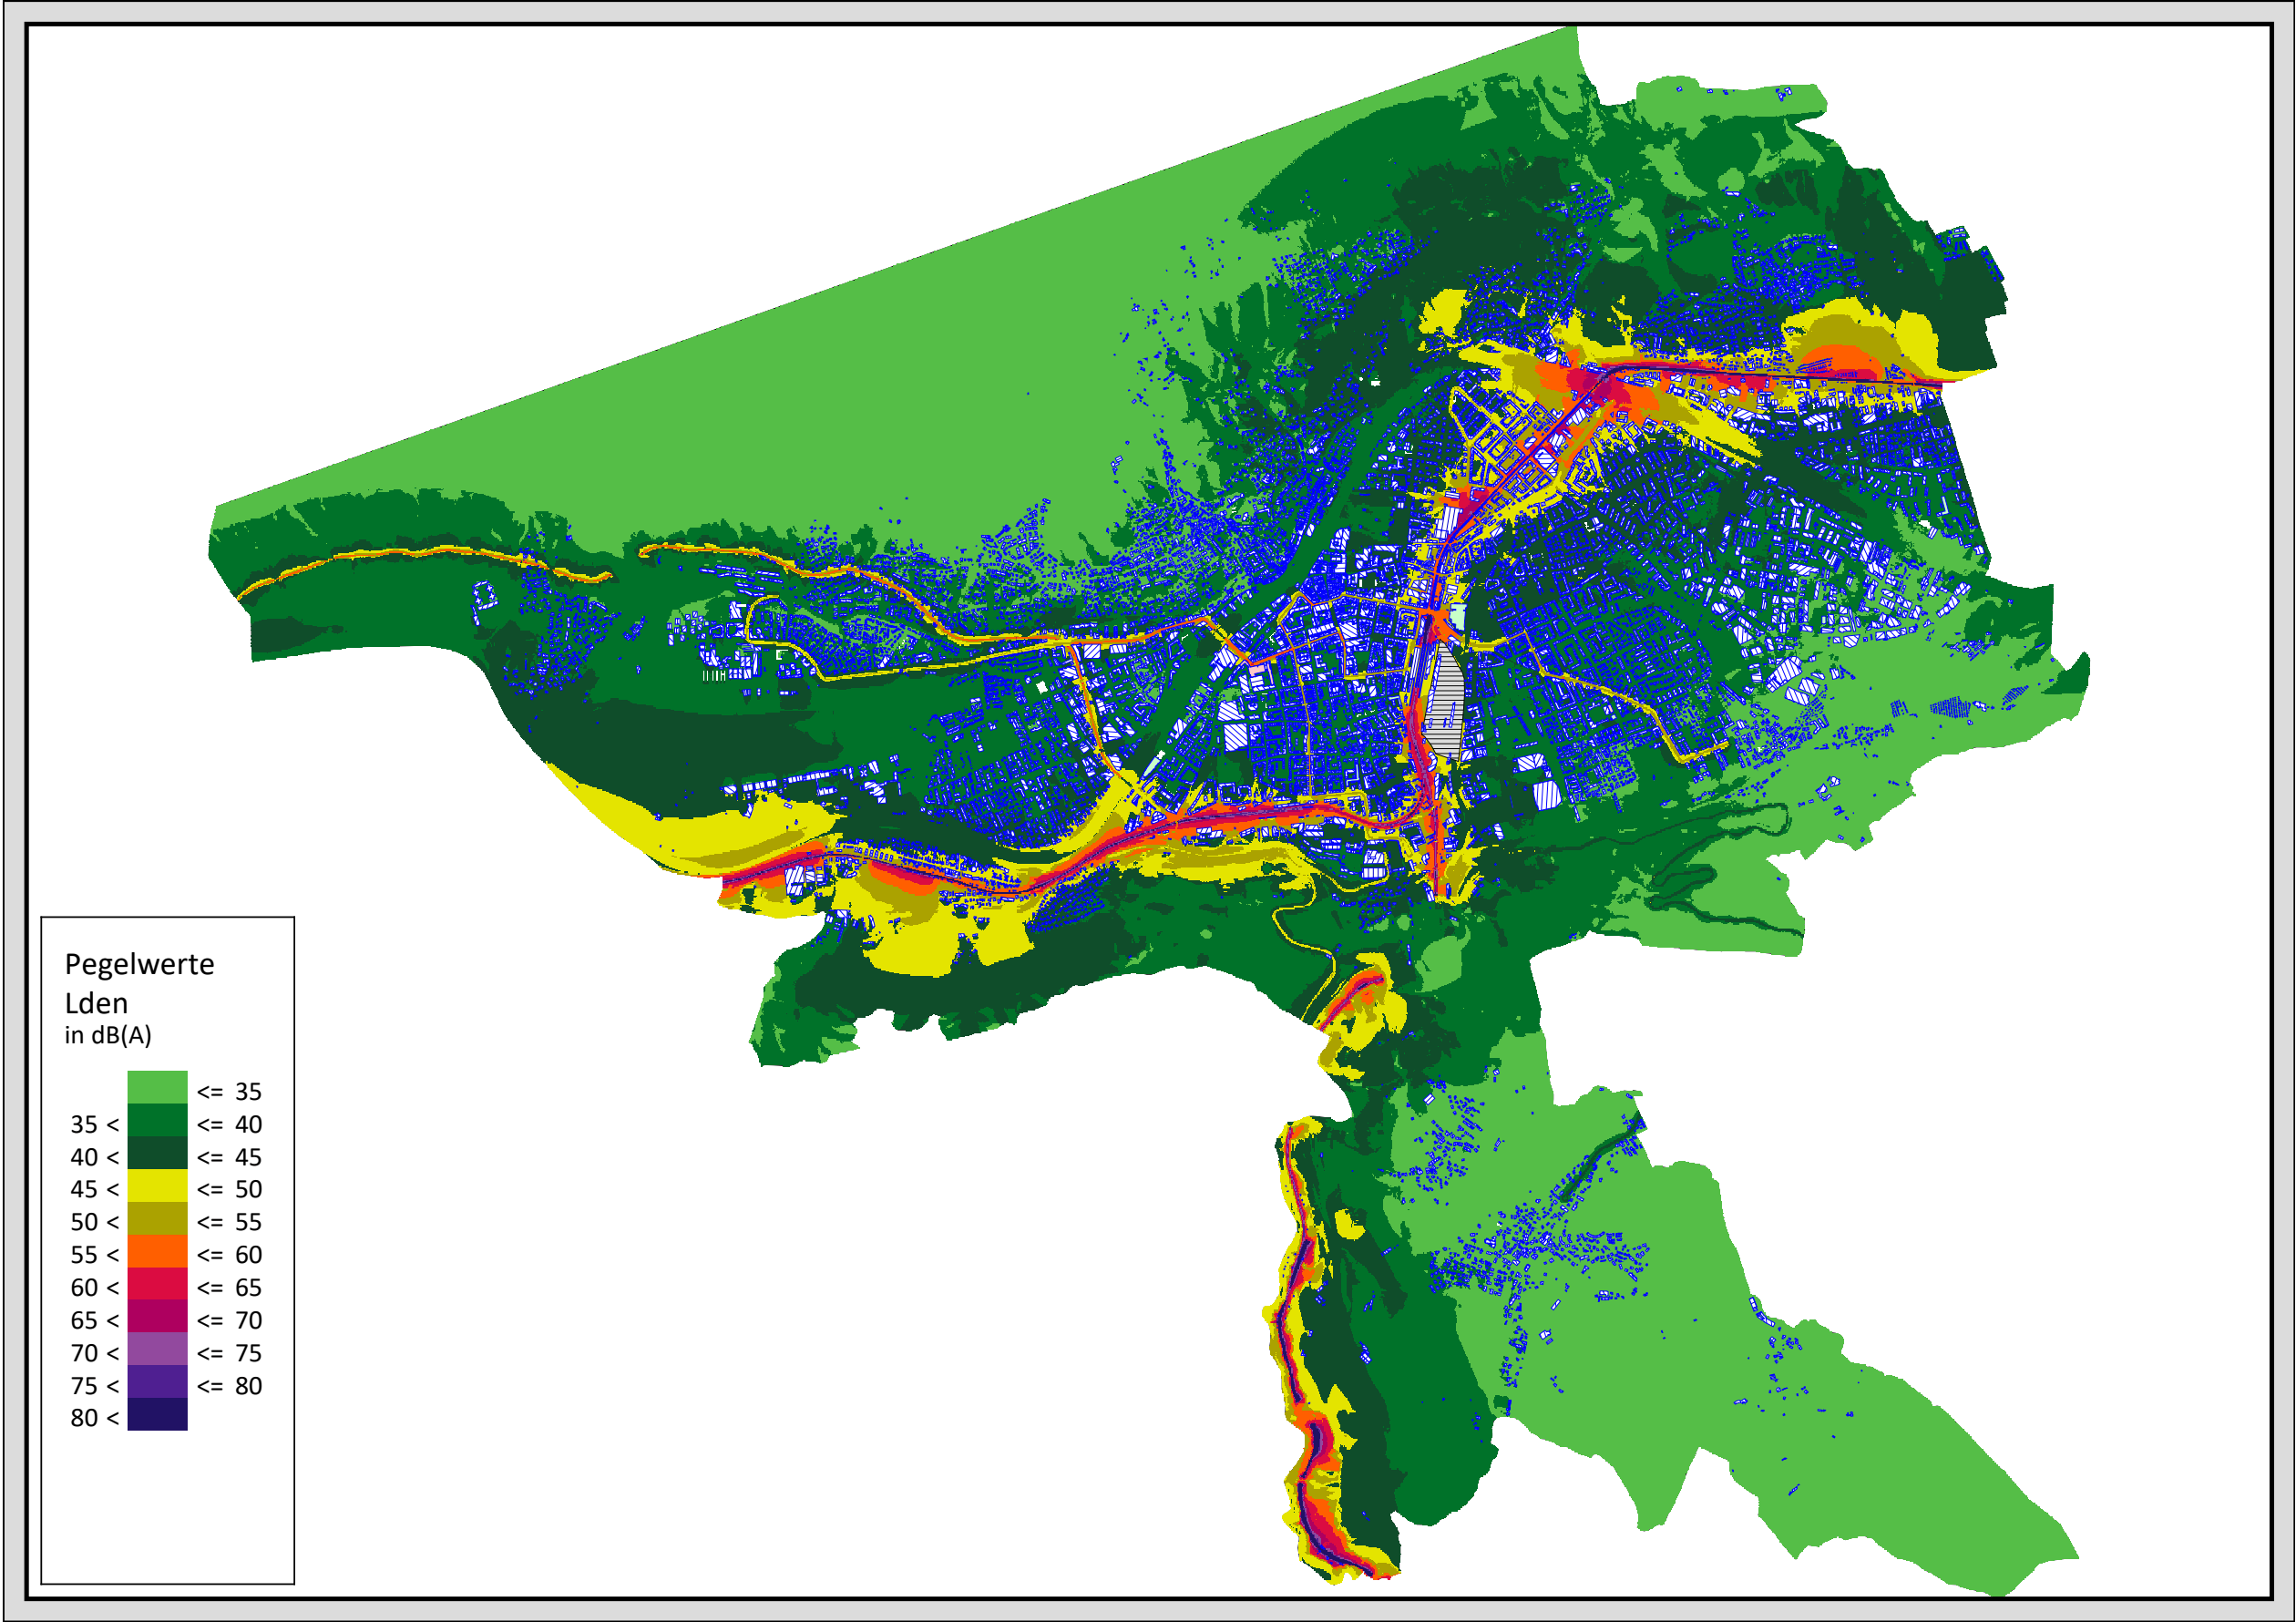 Pegelwerte
Lden
in dB(A)
<= 35
35 < <= 40
40 < <= 45
45 < <= 50
50 < <= 55
55 < <= 60
60 < <= 65
65 < <= 70
70 < <= 75
75 < <= 80
80 <